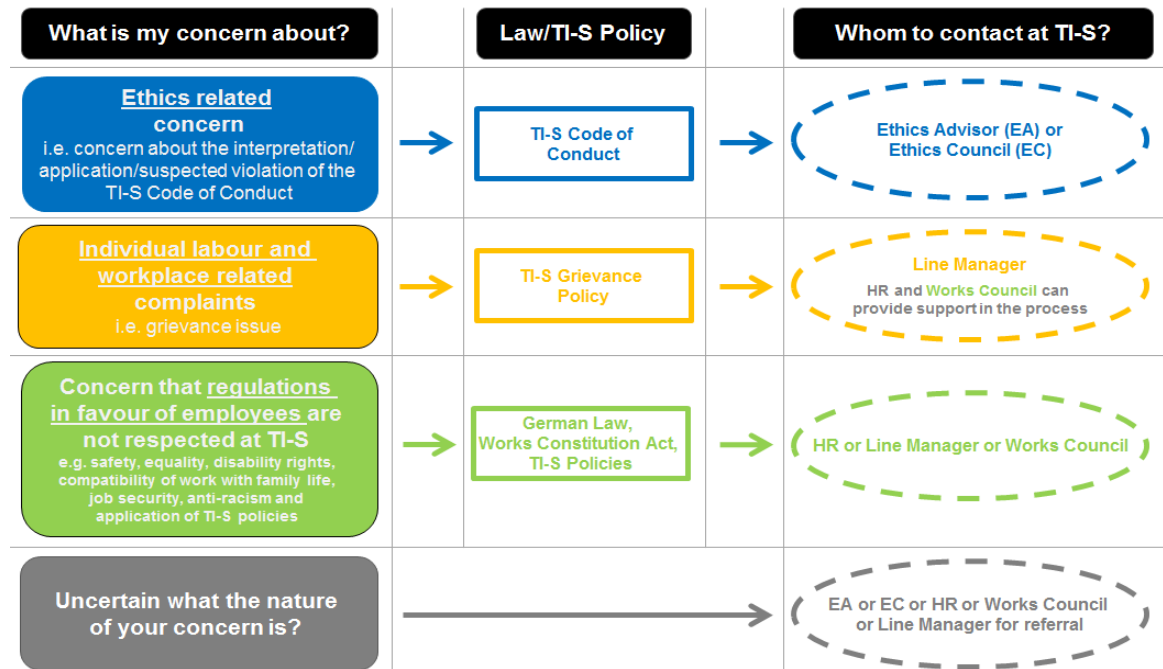 What is my concern about?
Law/TI-S Policy
Whom to contact at TI-S?
Ethics related
concern
i.e. concern about the interpretation/
application/suspected violation of the
TI-S Code of Conduct
TI-S Code of
Conduct
Ethics Advisor (EA) or
Ethics Council (EC)
Individual labour and
workplace related
complaints
i.e. grievance issue
TI-S Grievance
Policy
Line Manager
HR and Works Council can
provide support in the process
Concern that regulations
in favour of employees are
not respected at TI-S
e.g. safety, equality, disability rights,
compatibility of work with family life,
job security, anti-racism and
application of TI-S policies
German Law,
Works Constitution Act,
TI-S Policies
HR or Line Manager or Works Council
Uncertain what the nature
of your concern is?
EA or EC or HR or Works Council
or Line Manager for referral